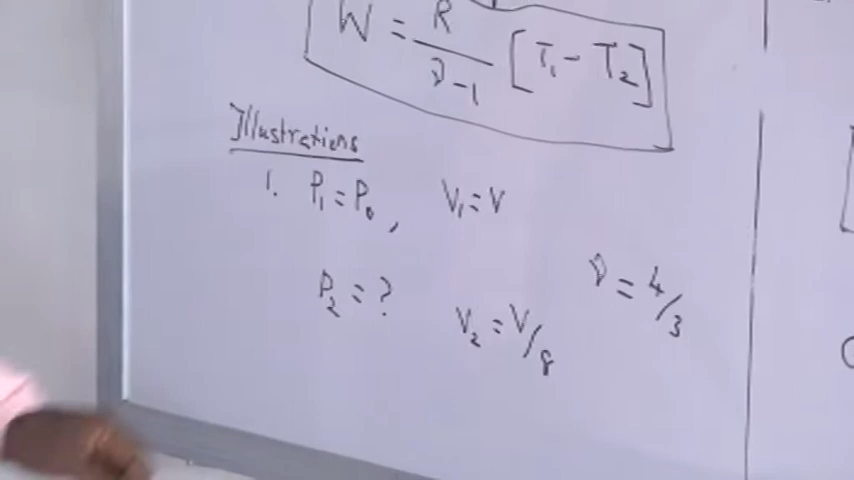 W = R/γ-1 [T₁ - T₂]
Illustrations
1. P₁ = P₀, V₁ = V
P₂ = ? V₂ = V/8 γ = 4/3